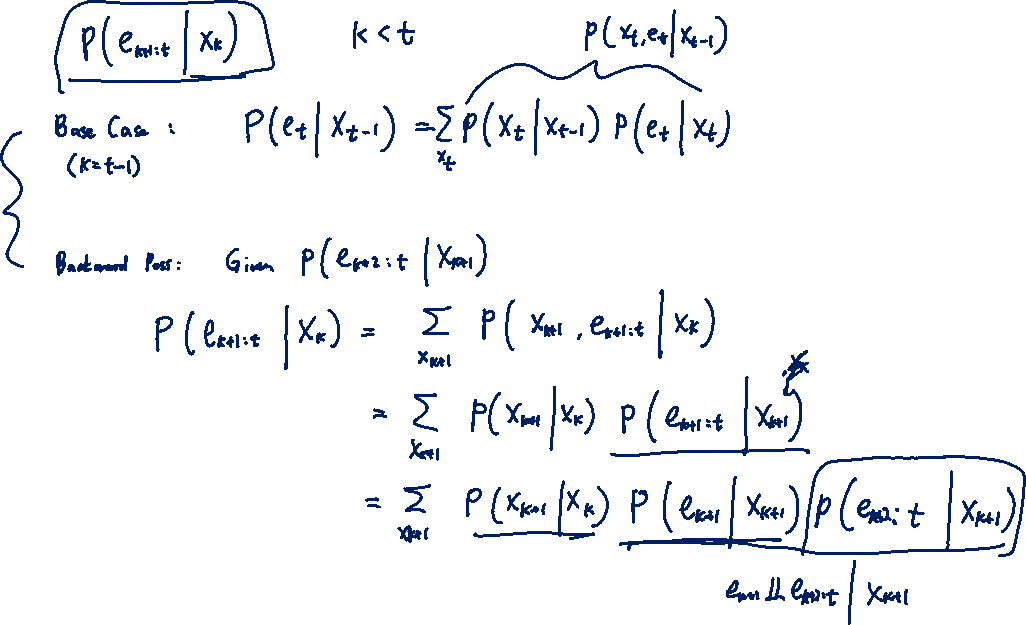 P(e_{k+1:t} | X_k)   k < t   P(x_t, e_t | x_{t-1})
Base Case :   P(e_t | X_{t-1}) = Σ_{x_t} P(X_t | X_{t-1}) P(e_t | X_t)
(k=t-1)
Backward Pass: Given P(e_{k+2:t} | X_{k+1})
P(e_{k+1:t} | X_k) = Σ_{x_{k+1}} P(X_{k+1}, e_{k+1:t} | X_k)
= Σ_{x_{k+1}} P(X_{k+1} | X_k) P(e_{k+1:t} | X_{k+1})
= Σ_{x_{k+1}} P(X_{k+1} | X_k) P(e_{k+1} | X_{k+1}) P(e_{k+2:t} | X_{k+1})
e_{k+1} ⫫ e_{k+2:t} | X_{k+1}